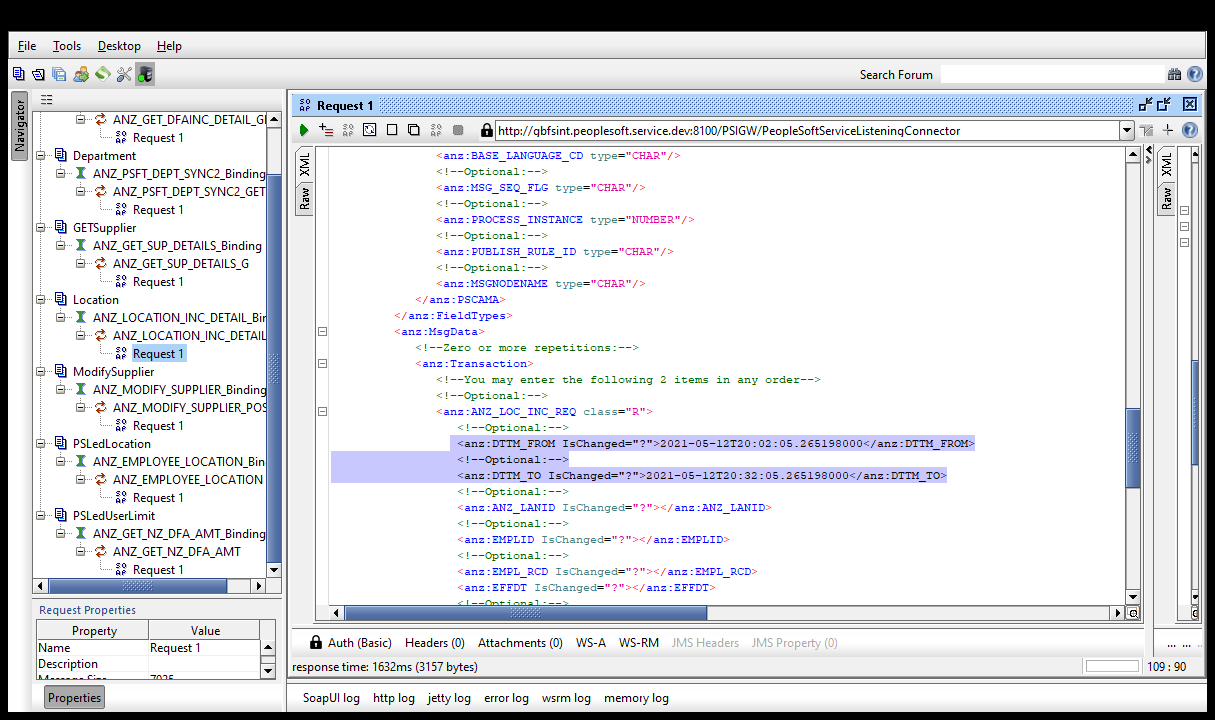 File Tools Desktop Help
Search Forum
Navigator
ANZ_GET_DFAINC_DETAIL_G
Request 1
Department
ANZ_PSFT_DEPT_SYNC2_Binding
ANZ_PSFT_DEPT_SYNC2_GET
Request 1
GETSupplier
ANZ_GET_SUP_DETAILS_Binding
ANZ_GET_SUP_DETAILS_G
Request 1
Location
ANZ_LOCATION_INC_DETAIL_Bin
ANZ_LOCATION_INC_DETAIL
Request 1
ModifySupplier
ANZ_MODIFY_SUPPLIER_Binding
ANZ_MODIFY_SUPPLIER_POS
Request 1
PSLedLocation
ANZ_EMPLOYEE_LOCATION_Bin
ANZ_EMPLOYEE_LOCATION
Request 1
PSLedUserLimit
ANZ_GET_NZ_DFA_AMT_Binding
ANZ_GET_NZ_DFA_AMT
Request 1
Request Properties
Property Value
Name Request 1
Description
Message Size 7025
Properties
Request 1
http://qbfsint.peoplesoft.service.dev:8100/PSIGW/PeopleSoftServiceListeningConnector
XML
Raw
<anz:BASE_LANGUAGE_CD type="CHAR"/>
<!--Optional:-->
<anz:MSG_SEQ_FLG type="CHAR"/>
<!--Optional:-->
<anz:PROCESS_INSTANCE type="NUMBER"/>
<!--Optional:-->
<anz:PUBLISH_RULE_ID type="CHAR"/>
<!--Optional:-->
<anz:MSGNODENAME type="CHAR"/>
</anz:PSCAMA>
</anz:FieldTypes>
<anz:MsgData>
<!--Zero or more repetitions:-->
<anz:Transaction>
<!--You may enter the following 2 items in any order-->
<!--Optional:-->
<anz:ANZ_LOC_INC_REQ class="R">
<!--Optional:-->
<anz:DTTM_FROM IsChanged="?">2021-05-12T20:02:05.265198000</anz:DTTM_FROM>
<!--Optional:-->
<anz:DTTM_TO IsChanged="?">2021-05-12T20:32:05.265198000</anz:DTTM_TO>
<!--Optional:-->
<anz:ANZ_LANID IsChanged="?"></anz:ANZ_LANID>
<!--Optional:-->
<anz:EMPLID IsChanged="?"></anz:EMPLID>
<!--Optional:-->
<anz:EMPL_RCD IsChanged="?"></anz:EMPL_RCD>
<anz:EFFDT IsChanged="?"></anz:EFFDT>
<!--Optional:-->
XML
Raw
Auth (Basic) Headers (0) Attachments (0) WS-A WS-RM JMS Headers JMS Property (0)
... ...
response time: 1632ms (3157 bytes)
109 : 90
SoapUI log http log jetty log error log wsrm log memory log